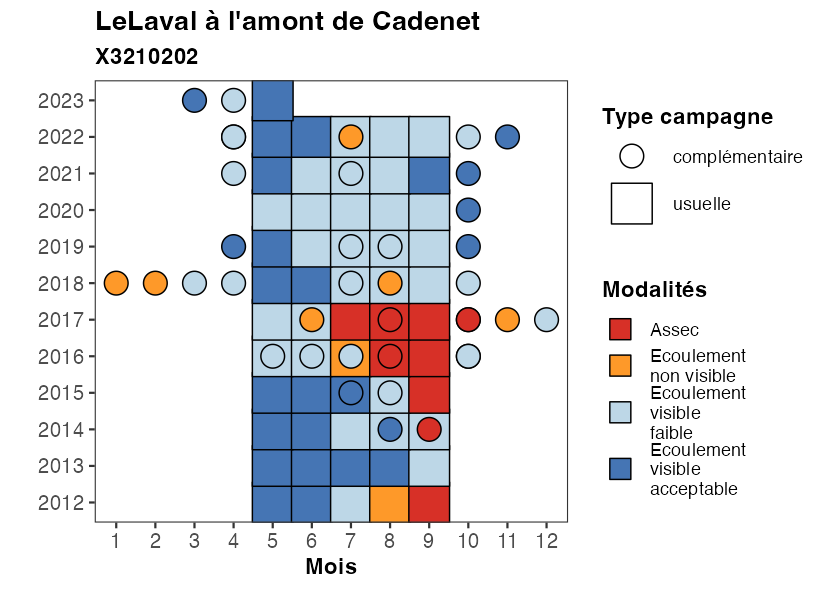 LeLaval à l'amont de Cadenet
X3210202
2023
2022
2021
2020
2019
2018
2017
2016
2015
2014
2013
2012
1 2 3 4 5 6 7 8 9 10 11 12
Mois
Type campagne
complémentaire
usuelle
Modalités
Assec
Ecoulement
non visible
Ecoulement
visible
faible
Ecoulement
visible
acceptable